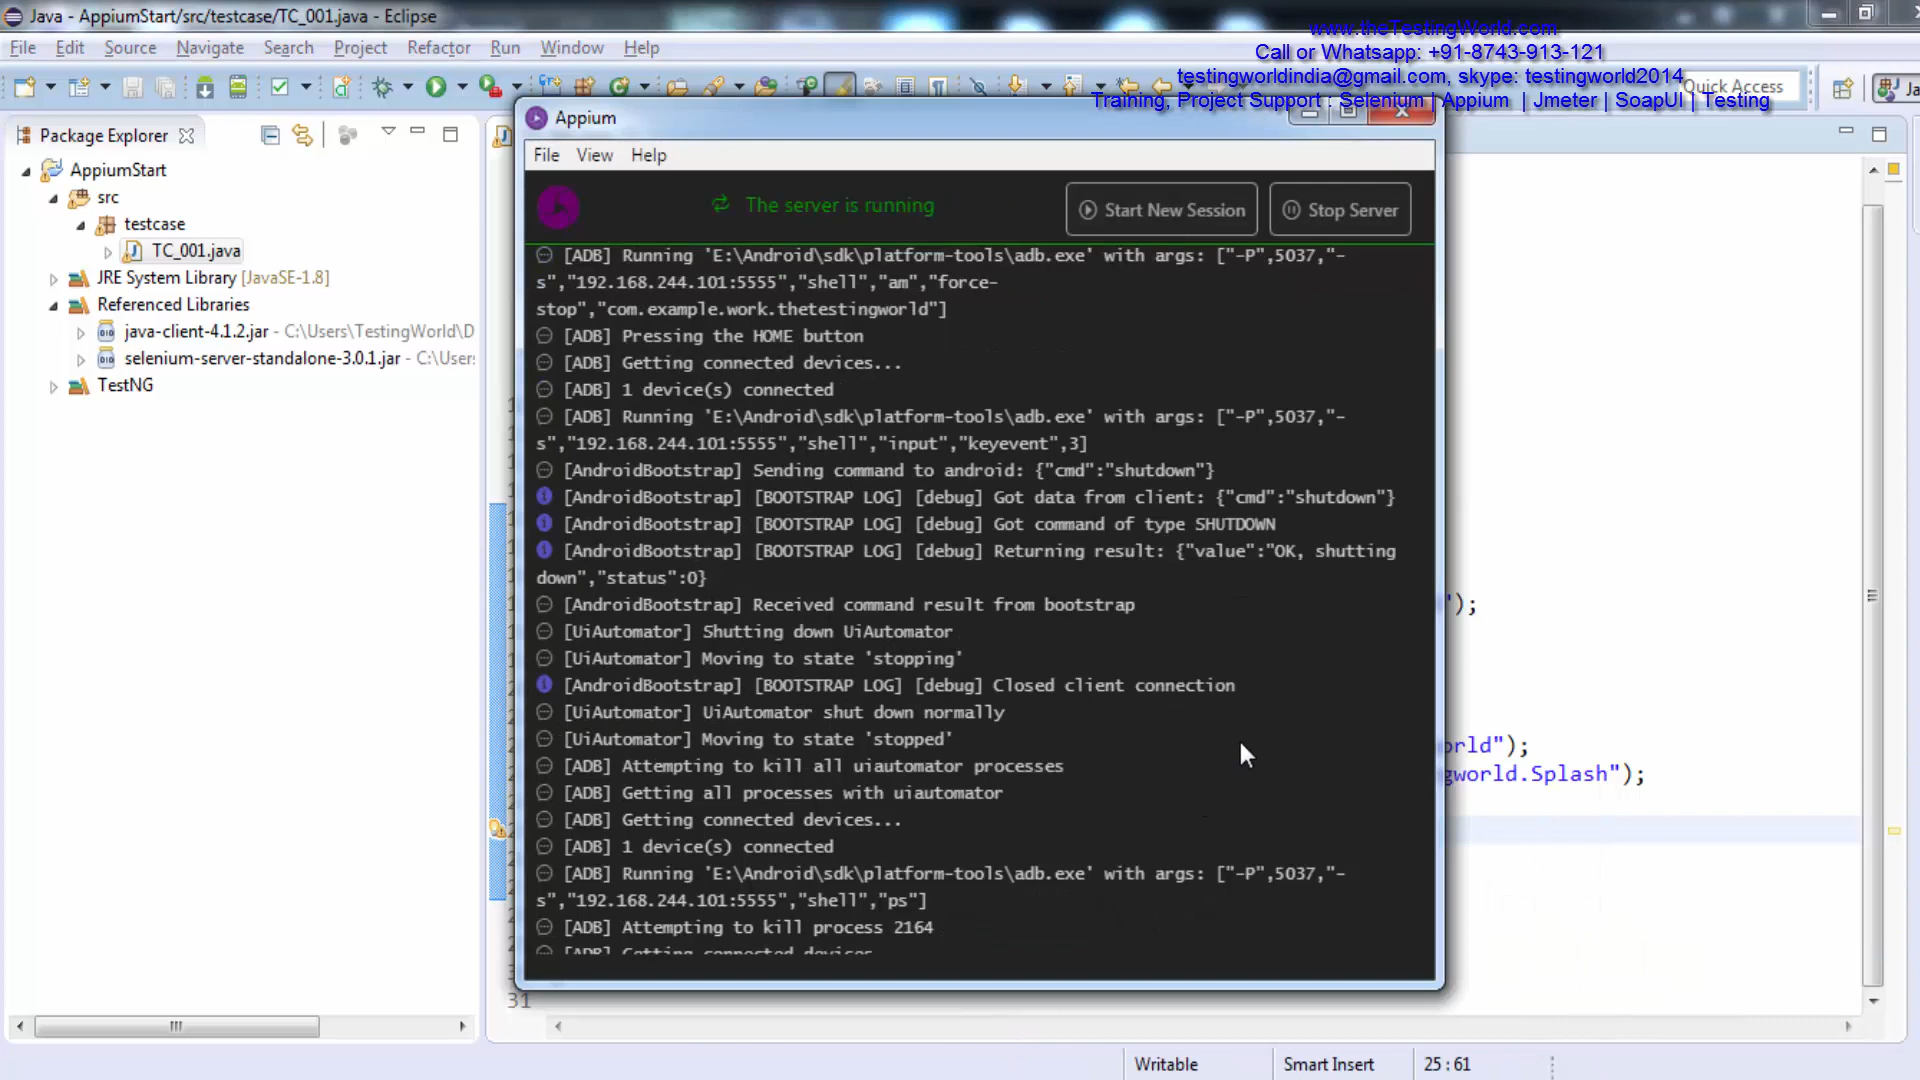 Java - AppiumStart/src/testcase/TC_001.java - Eclipse
www.theTestingWorld.com
File Edit Source Navigate Search Project Refactor Run Window Help
Call or Whatsapp: +91-8743-913-121
testingworldindia@gmail.com, skype: testingworld2014
Quick Access
Training, Project Support : Selenium | Appium | Jmeter | SoapUI | Testing
Ja
Package Explorer
AppiumStart
src
testcase
TC_001.java
JRE System Library [JavaSE-1.8]
Referenced Libraries
java-client-4.1.2.jar - C:\Users\TestingWorld\D
selenium-server-standalone-3.0.1.jar - C:\Users
TestNG
Appium
File View Help
The server is running
Start New Session
Stop Server
[ADB] Running 'E:\Android\sdk\platform-tools\adb.exe' with args: ["-P",5037,"-
s","192.168.244.101:5555","shell","am","force-
stop","com.example.work.thetestingworld"]
[ADB] Pressing the HOME button
[ADB] Getting connected devices...
[ADB] 1 device(s) connected
[ADB] Running 'E:\Android\sdk\platform-tools\adb.exe' with args: ["-P",5037,"-
s","192.168.244.101:5555","shell","input","keyevent",3]
[AndroidBootstrap] Sending command to android: {"cmd":"shutdown"}
[AndroidBootstrap] [BOOTSTRAP LOG] [debug] Got data from client: {"cmd":"shutdown"}
[AndroidBootstrap] [BOOTSTRAP LOG] [debug] Got command of type SHUTDOWN
[AndroidBootstrap] [BOOTSTRAP LOG] [debug] Returning result: {"value":"OK, shutting
down","status":0}
[AndroidBootstrap] Received command result from bootstrap
[UiAutomator] Shutting down UiAutomator
[UiAutomator] Moving to state 'stopping'
[AndroidBootstrap] [BOOTSTRAP LOG] [debug] Closed client connection
[UiAutomator] UiAutomator shut down normally
[UiAutomator] Moving to state 'stopped'
[ADB] Attempting to kill all uiautomator processes
[ADB] Getting all processes with uiautomator
[ADB] Getting connected devices...
[ADB] 1 device(s) connected
[ADB] Running 'E:\Android\sdk\platform-tools\adb.exe' with args: ["-P",5037,"-
s","192.168.244.101:5555","shell","ps"]
[ADB] Attempting to kill process 2164
[ADB] Getting connected devices
");
orld");
gworld.Splash");
31
Writable
Smart Insert
25 : 61